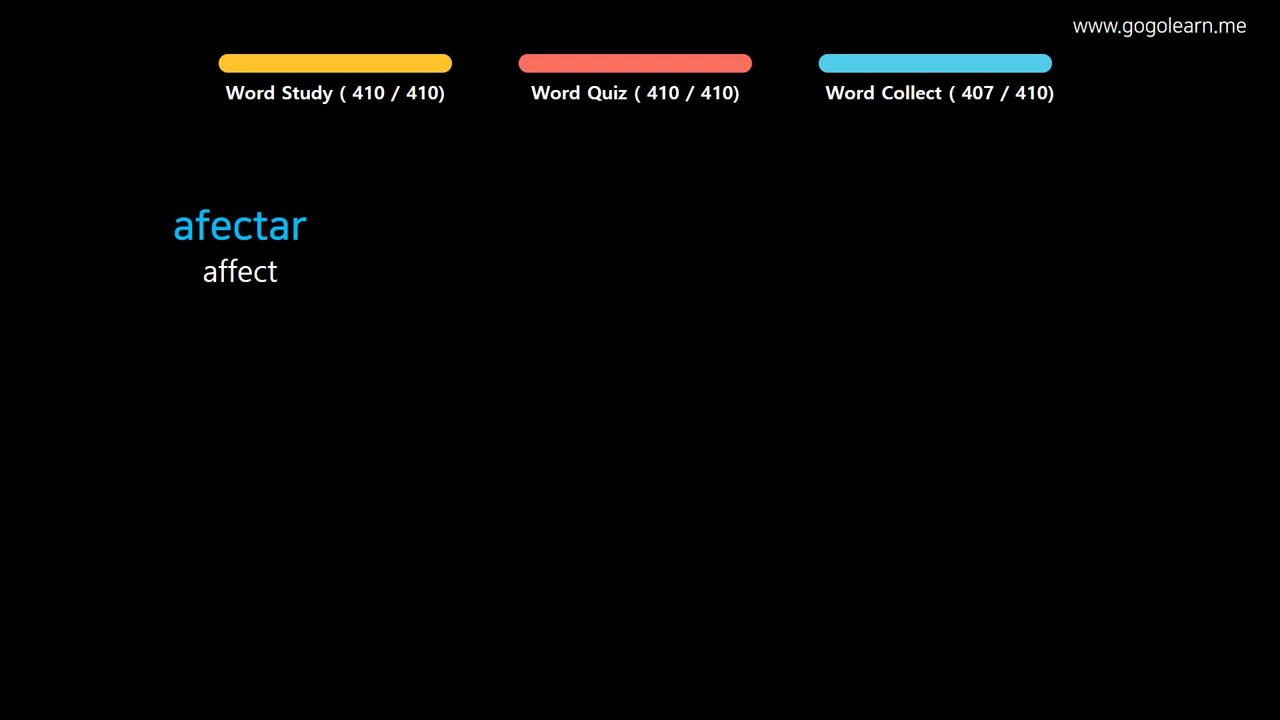 www.gogolearn.me
Word Study ( 410 / 410)
Word Quiz ( 410 / 410)
Word Collect ( 407 / 410)
afectar
affect